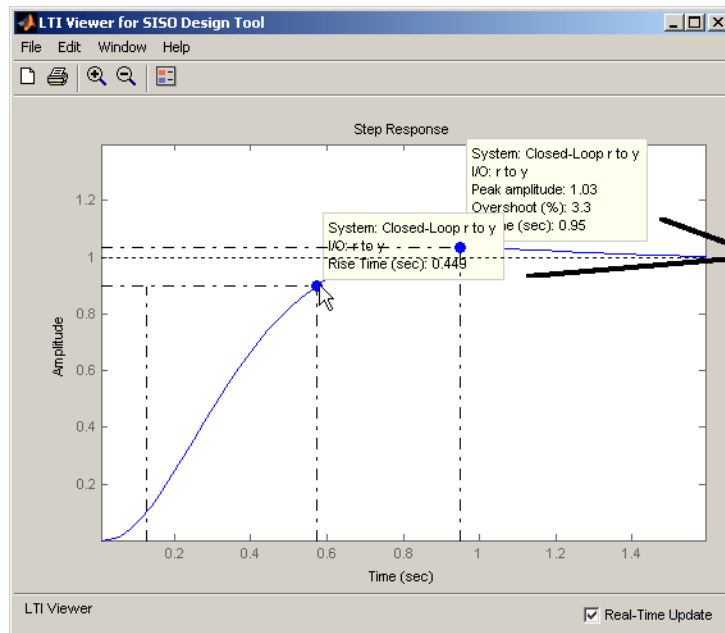 LTI Viewer for SISO Design Tool
File Edit Window Help
Step Response
System: Closed-Loop r to y
I/O: r to y
Peak amplitude: 1.03
Overshoot (%): 3.3
(sec): 0.95
System: Closed-Loop r to y
I/O: r to y
Rise Time (sec): 0.449
Amplitude
1.2
1
0.8
0.6
0.4
0.2
0.2 0.4 0.6 0.8 1 1.2 1.4
Time (sec)
LTI Viewer
Real-Time Update